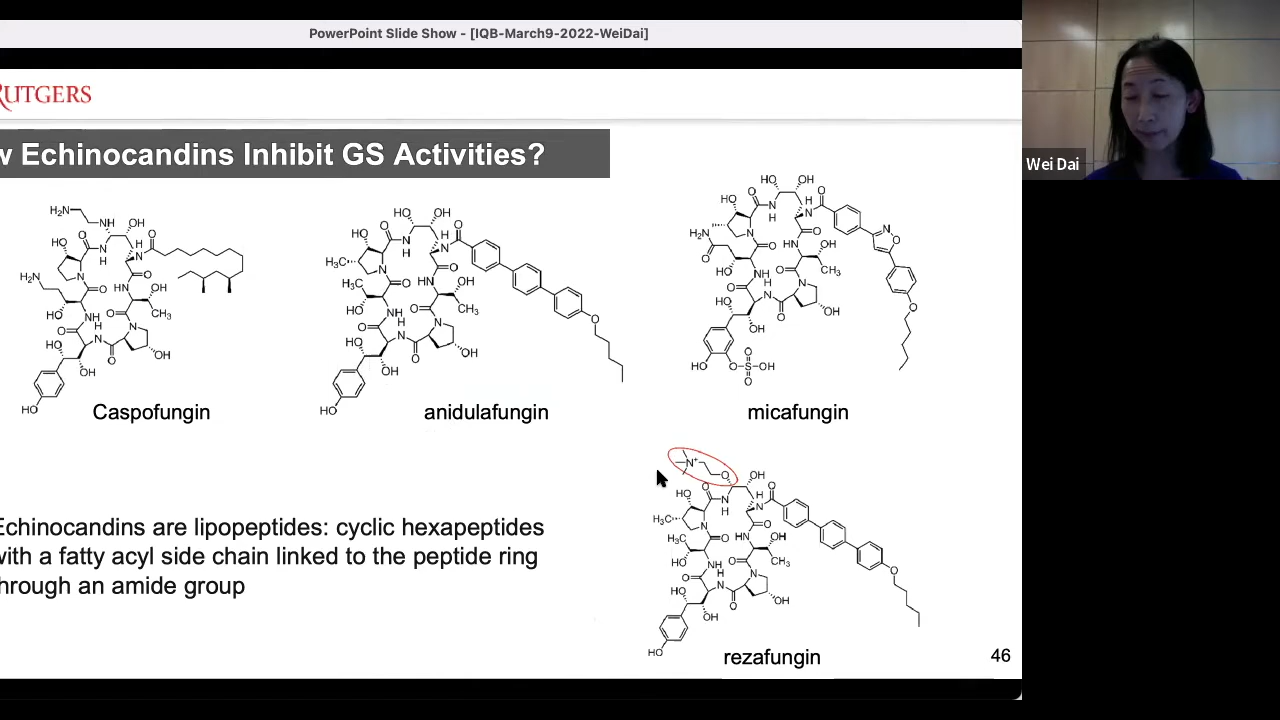 PowerPoint Slide Show - [IQB-March9-2022-WeiDai]
RUTGERS
w Echinocandins Inhibit GS Activities?
Wei Dai
Caspofungin
anidulafungin
micafungin
Echinocandins are lipopeptides: cyclic hexapeptides
with a fatty acyl side chain linked to the peptide ring
through an amide group
rezafungin
46